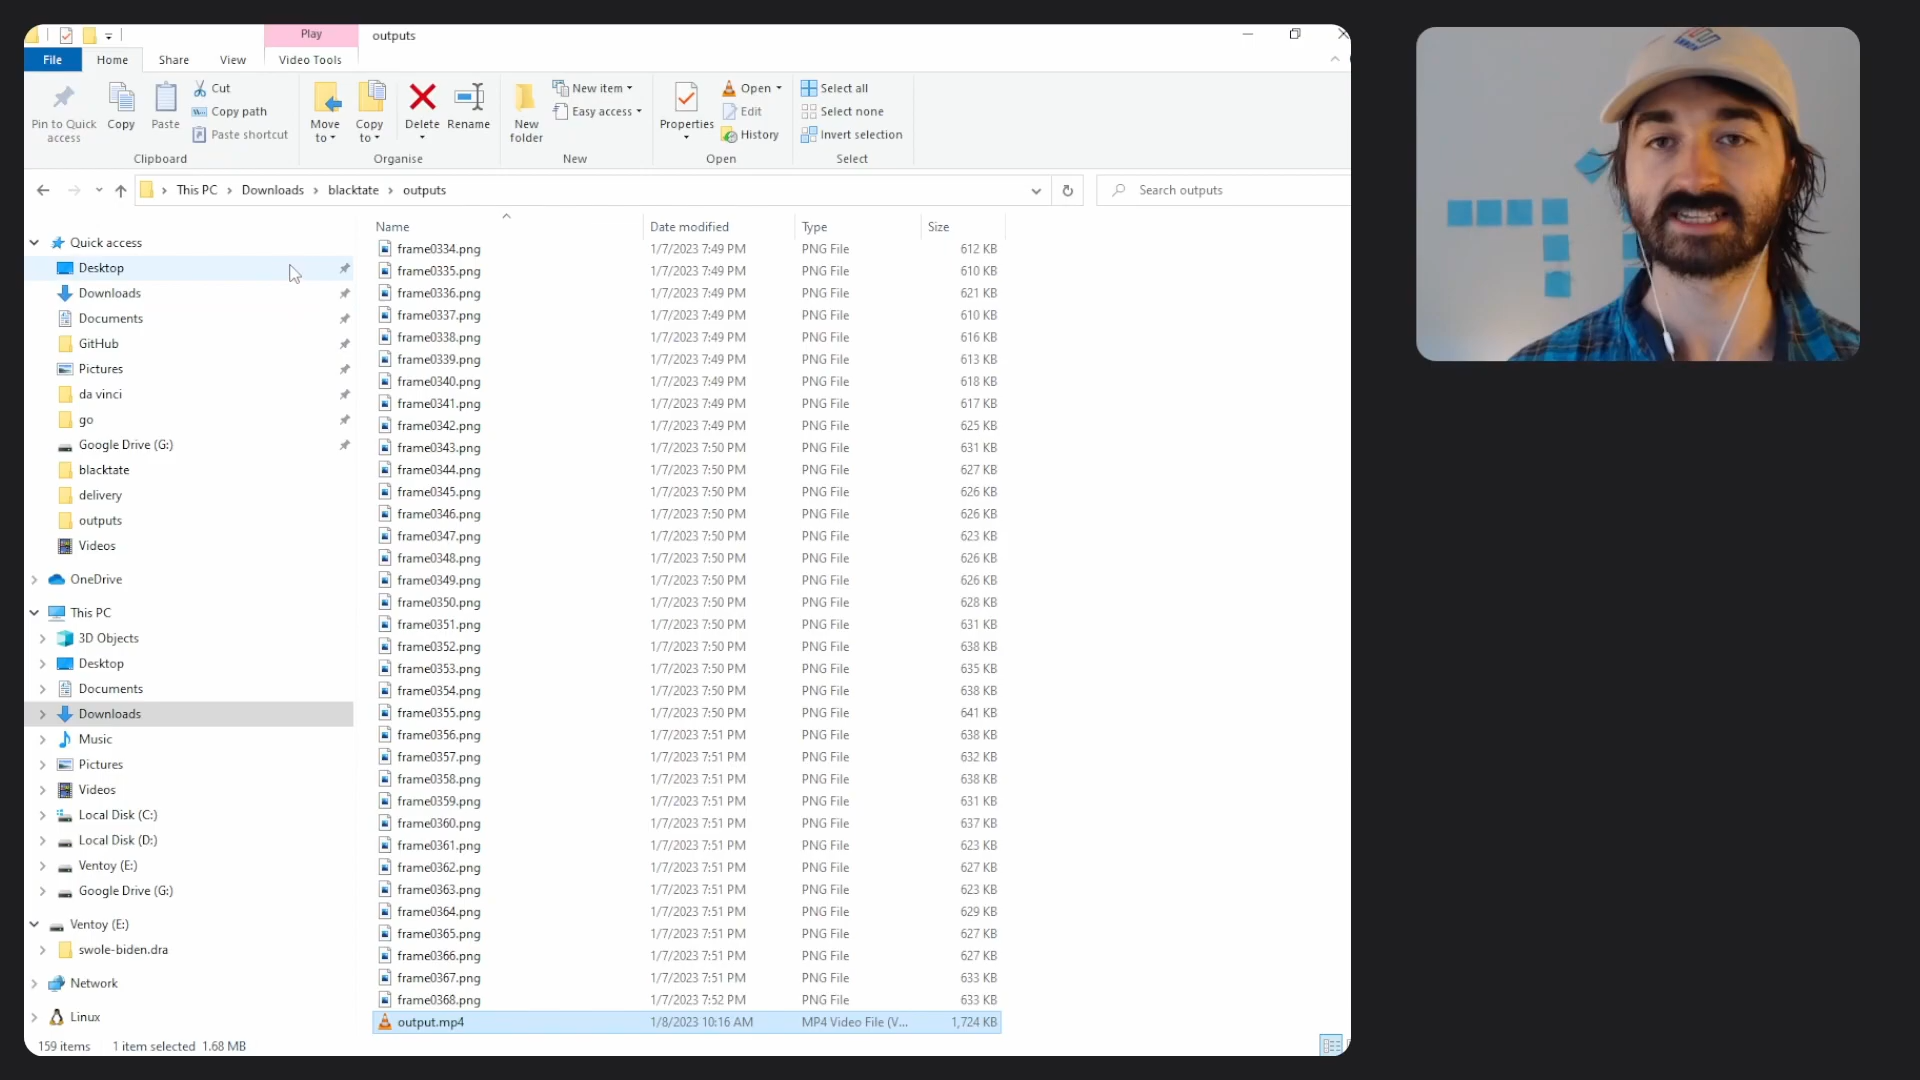 Play
outputs
File
Home
Share
View
Video Tools
Pin to Quick access
Copy
Paste
Cut
Copy path
Paste shortcut
Clipboard
Move to
Copy to
Delete
Rename
Organise
New folder
New item
Easy access
New
Properties
Open
Edit
History
Open
Select all
Select none
Invert selection
Select
This PC > Downloads > blacktate > outputs
Search outputs
Quick access
Desktop
Downloads
Documents
GitHub
Pictures
da vinci
go
Google Drive (G:)
blacktate
delivery
outputs
Videos
OneDrive
This PC
3D Objects
Desktop
Documents
Downloads
Music
Pictures
Videos
Local Disk (C:)
Local Disk (D:)
Ventoy (E:)
Google Drive (G:)
Ventoy (E:)
swole-biden.dra
Network
Linux
Name Date modified Type Size
frame0334.png 1/7/2023 7:49 PM PNG File 612 KB
frame0335.png 1/7/2023 7:49 PM PNG File 610 KB
frame0336.png 1/7/2023 7:49 PM PNG File 621 KB
frame0337.png 1/7/2023 7:49 PM PNG File 610 KB
frame0338.png 1/7/2023 7:49 PM PNG File 616 KB
frame0339.png 1/7/2023 7:49 PM PNG File 613 KB
frame0340.png 1/7/2023 7:49 PM PNG File 618 KB
frame0341.png 1/7/2023 7:49 PM PNG File 617 KB
frame0342.png 1/7/2023 7:49 PM PNG File 625 KB
frame0343.png 1/7/2023 7:50 PM PNG File 631 KB
frame0344.png 1/7/2023 7:50 PM PNG File 627 KB
frame0345.png 1/7/2023 7:50 PM PNG File 626 KB
frame0346.png 1/7/2023 7:50 PM PNG File 626 KB
frame0347.png 1/7/2023 7:50 PM PNG File 623 KB
frame0348.png 1/7/2023 7:50 PM PNG File 626 KB
frame0349.png 1/7/2023 7:50 PM PNG File 626 KB
frame0350.png 1/7/2023 7:50 PM PNG File 628 KB
frame0351.png 1/7/2023 7:50 PM PNG File 631 KB
frame0352.png 1/7/2023 7:50 PM PNG File 638 KB
frame0353.png 1/7/2023 7:50 PM PNG File 635 KB
frame0354.png 1/7/2023 7:50 PM PNG File 638 KB
frame0355.png 1/7/2023 7:50 PM PNG File 641 KB
frame0356.png 1/7/2023 7:51 PM PNG File 638 KB
frame0357.png 1/7/2023 7:51 PM PNG File 632 KB
frame0358.png 1/7/2023 7:51 PM PNG File 638 KB
frame0359.png 1/7/2023 7:51 PM PNG File 631 KB
frame0360.png 1/7/2023 7:51 PM PNG File 637 KB
frame0361.png 1/7/2023 7:51 PM PNG File 623 KB
frame0362.png 1/7/2023 7:51 PM PNG File 627 KB
frame0363.png 1/7/2023 7:51 PM PNG File 623 KB
frame0364.png 1/7/2023 7:51 PM PNG File 629 KB
frame0365.png 1/7/2023 7:51 PM PNG File 627 KB
frame0366.png 1/7/2023 7:51 PM PNG File 627 KB
frame0367.png 1/7/2023 7:51 PM PNG File 633 KB
frame0368.png 1/7/2023 7:52 PM PNG File 633 KB
output.mp4 1/8/2023 10:16 AM MP4 Video File (V... 1,724 KB
159 items 1 item selected 1.68 MB